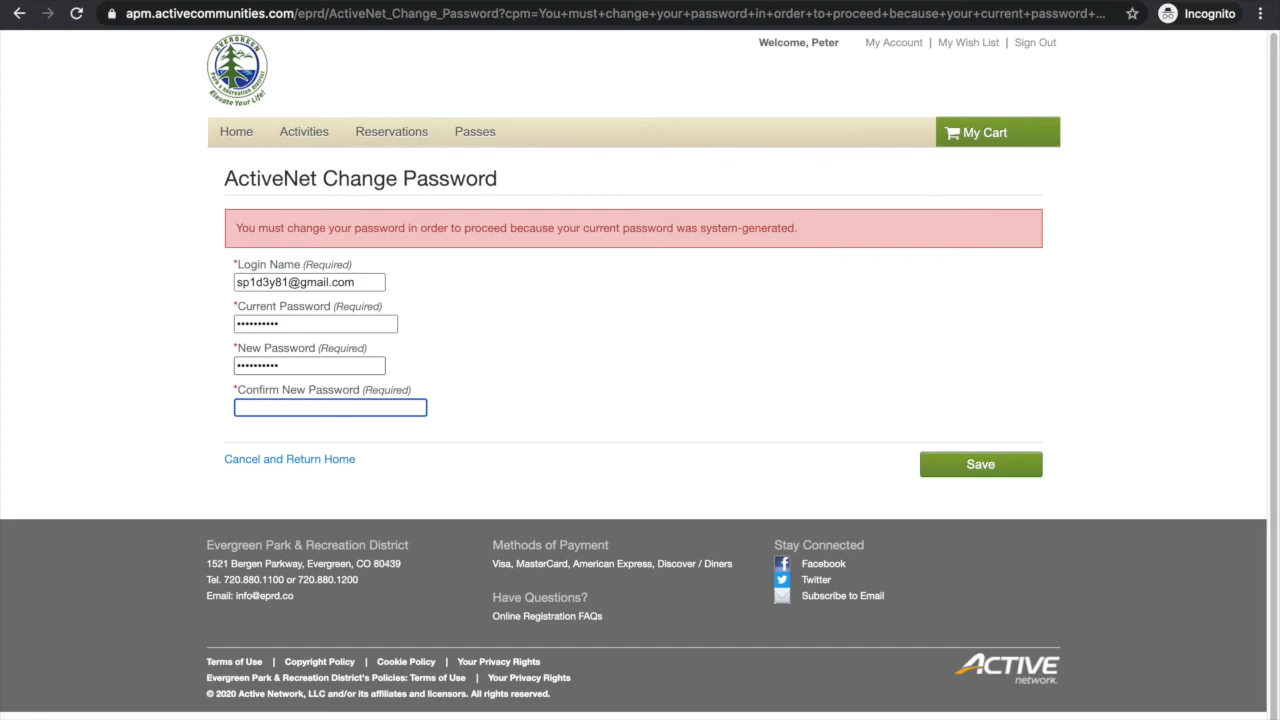 apm.activecommunities.com/eprd/ActiveNet_Change_Password?cpm=You+must+change+your+password+in+order+to+proceed+because+your+current+password+...
Incognito
EVERGREEN
Park & Recreation District
Elevate Your Life!
Welcome, Peter My Account | My Wish List | Sign Out
Home Activities Reservations Passes My Cart
ActiveNet Change Password
You must change your password in order to proceed because your current password was system-generated.
*Login Name (Required)
sp1d3y81@gmail.com
*Current Password (Required)
••••••••••
*New Password (Required)
••••••••••
*Confirm New Password (Required)
Cancel and Return Home
Save
Evergreen Park & Recreation District
1521 Bergen Parkway, Evergreen, CO 80439
Tel. 720.880.1100 or 720.880.1200
Email: info@eprd.co
Methods of Payment
Visa, MasterCard, American Express, Discover / Diners
Have Questions?
Online Registration FAQs
Stay Connected
Facebook
Twitter
Subscribe to Email
Terms of Use | Copyright Policy | Cookie Policy | Your Privacy Rights
Evergreen Park & Recreation District's Policies: Terms of Use | Your Privacy Rights
© 2020 Active Network, LLC and/or its affiliates and licensors. All rights reserved.
ACTIVE
network.